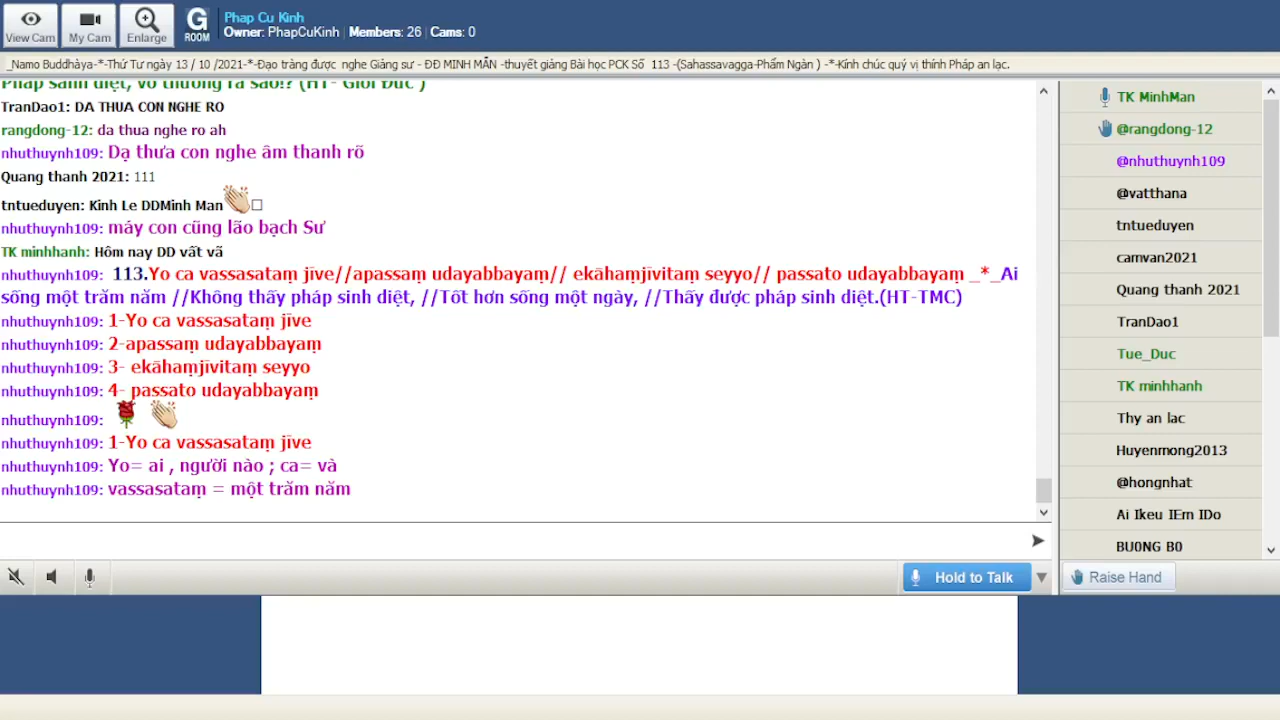 View Cam
My Cam
Enlarge
G
ROOM
Phap Cu Kinh
Owner: PhapCuKinh | Members: 26 | Cams: 0
_Namo Buddhàya-*-Thứ Tư ngày 13 / 10 /2021-*-Đạo tràng được nghe Giảng sư - ĐĐ MINH MẪN -thuyết giảng Bài học PCK Số 113 -(Sahassavagga-Phẩm Ngàn ) -*-Kính chúc quý vị thính Pháp an lạc.
TranDao1: DA THUA CON NGHE RO
rangdong-12: da thua nghe ro ah
nhuthuynh109: Dạ thưa con nghe âm thanh rõ
Quang thanh 2021: 111
tntueduyen: Kinh Le DDMinh Man
nhuthuynh109: máy con cũng lão bạch Sư
TK minhhanh: Hôm nay DD vất vã
nhuthuynh109: 113.Yo ca vassasataṃ jīve//apassaṃ udayabbayaṃ// ekāhaṃjīvitaṃ seyyo// passato udayabbayaṃ _*_Ai
sống một trăm năm //Không thấy pháp sinh diệt, //Tốt hơn sống một ngày, //Thấy được pháp sinh diệt.(HT-TMC)
nhuthuynh109: 1-Yo ca vassasataṃ jīve
nhuthuynh109: 2-apassaṃ udayabbayaṃ
nhuthuynh109: 3- ekāhaṃjīvitaṃ seyyo
nhuthuynh109: 4- passato udayabbayaṃ
nhuthuynh109:
nhuthuynh109: 1-Yo ca vassasataṃ jīve
nhuthuynh109: Yo= ai , người nào ; ca= và
nhuthuynh109: vassasataṃ = một trăm năm
TK MinhMan
@rangdong-12
@nhuthuynh109
@vatthana
tntueduyen
camvan2021
Quang thanh 2021
TranDao1
Tue_Duc
TK minhhanh
Thy an lac
Huyenmong2013
@hongnhat
Ai Ikeu IEm IDo
BU0NG B0
Hold to Talk
Raise Hand